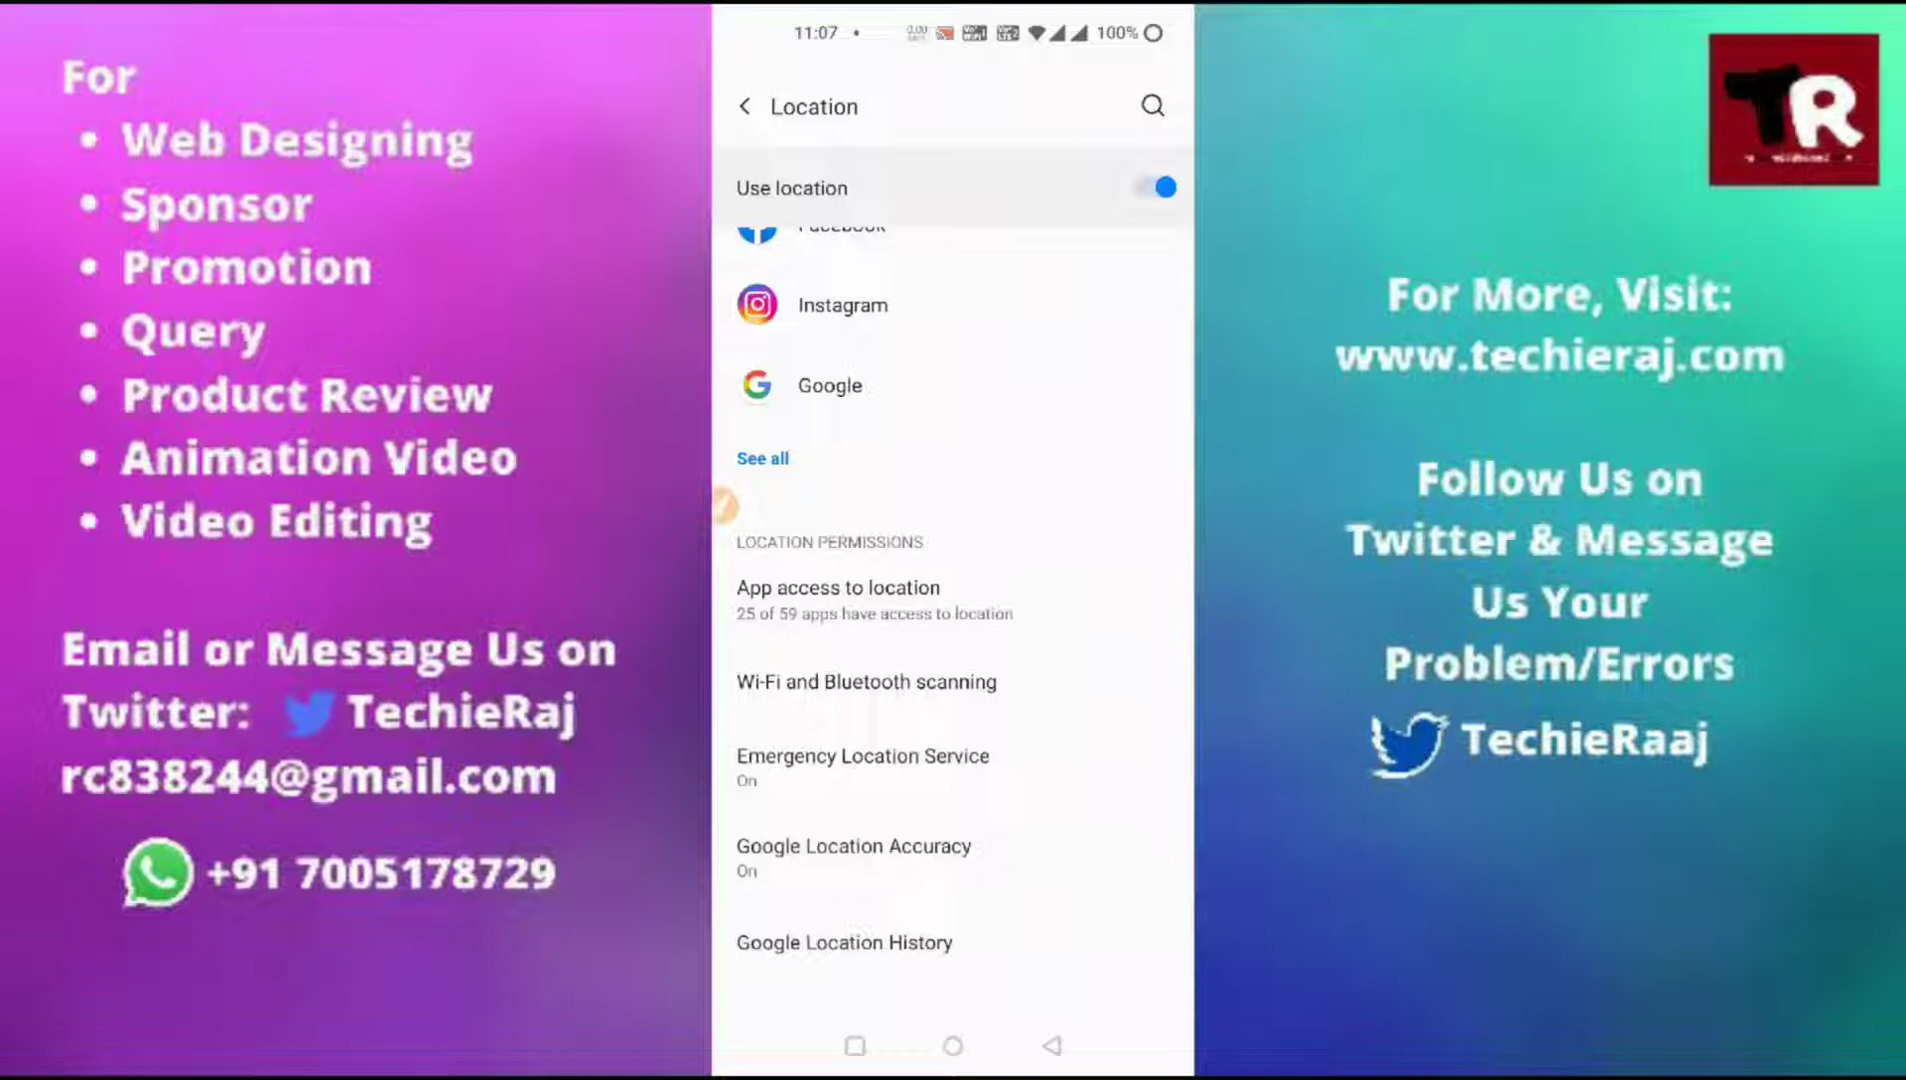 For
• Web Designing
• Sponsor
• Promotion
• Query
• Product Review
• Animation Video
• Video Editing
Email or Message Us on
Twitter: TechieRaj
rc838244@gmail.com
+91 7005178729
11:07
100%
Location
Use location
Facebook
Instagram
Google
See all
LOCATION PERMISSIONS
App access to location
25 of 59 apps have access to location
Wi-Fi and Bluetooth scanning
Emergency Location Service
On
Google Location Accuracy
On
Google Location History
TR
For More, Visit:
www.techieraj.com
Follow Us on
Twitter & Message
Us Your
Problem/Errors
TechieRaaj